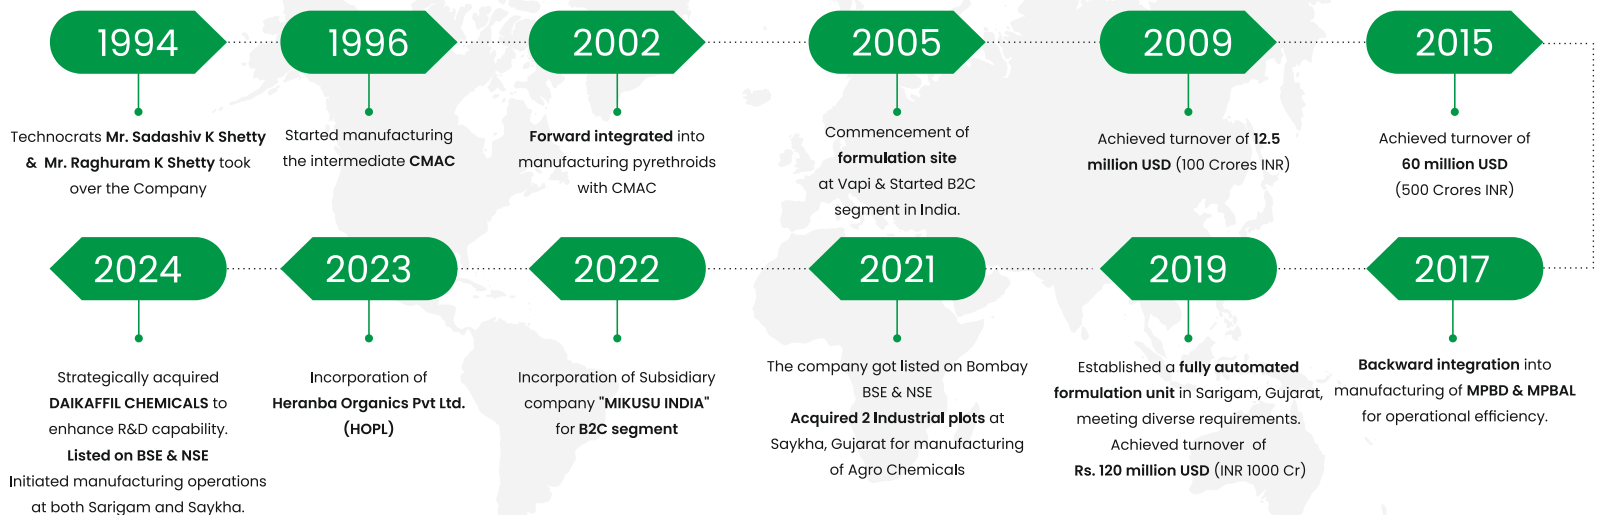 1994
Technocrats Mr. Sadashiv K Shetty
& Mr. Raghuram K Shetty took
over the Company
1996
Started manufacturing
the intermediate CMAC
2002
Forward integrated into
manufacturing pyrethroids
with CMAC
2005
Commencement of
formulation site
at Vapi & Started B2C
segment in India.
2009
Achieved turnover of 12.5
million USD (100 Crores INR)
2015
Achieved turnover of
60 million USD
(500 Crores INR)
2017
Backward integration into
manufacturing of MPBD & MPBAL
for operational efficiency.
2019
Established a fully automated
formulation unit in Sarigam, Gujarat,
meeting diverse requirements.
Achieved turnover of
Rs. 120 million USD (INR 1000 Cr)
2021
The company got listed on Bombay
BSE & NSE
Acquired 2 Industrial plots at
Saykha, Gujarat for manufacturing
of Agro Chemicals
2022
Incorporation of Subsidiary
company "MIKUSU INDIA"
for B2C segment
2023
Incorporation of
Heranba Organics Pvt Ltd.
(HOPL)
2024
Strategically acquired
DAIKAFFIL CHEMICALS to
enhance R&D capability.
Listed on BSE & NSE
Initiated manufacturing operations
at both Sarigam and Saykha.